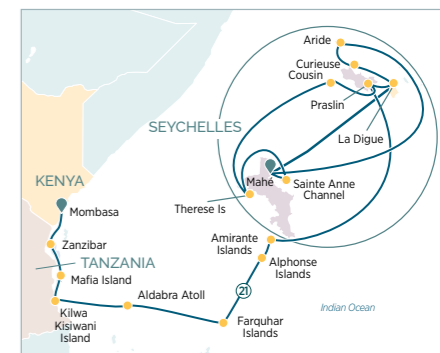 Aride
Curieuse
Cousin
Praslin
SEYCHELLES
La Digue
Mahé
Sainte Anne
Channel
Therese Is
KENYA
Mombasa
Zanzibar
TANZANIA
Mafia Island
Kilwa
Kisiwani
Island
Aldabra Atoll
Amirante
Islands
Alphonse
Islands
21
Farquhar
Islands
Indian Ocean